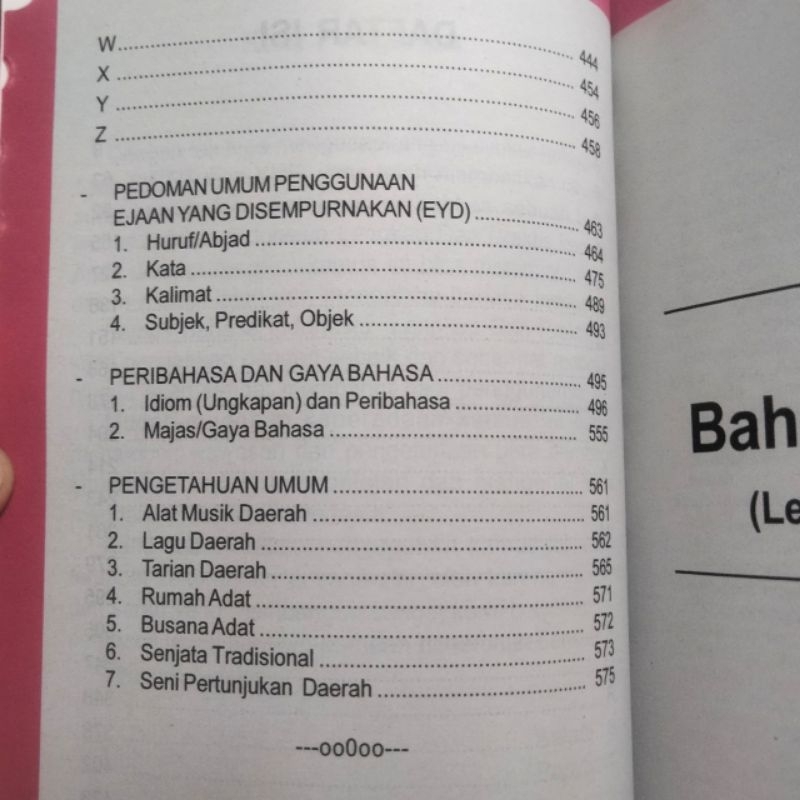 W.......................................................... 444
X .......................................................... 454
Y .......................................................... 456
Z .......................................................... 458
- PEDOMAN UMUM PENGGUNAAN
EJAAN YANG DISEMPURNAKAN (EYD) .................... 463
1. Huruf/Abjad .................................................... 464
2. Kata .................................................... 475
3. Kalimat .................................................... 489
4. Subjek, Predikat, Objek .................................... 493
- PERIBAHASA DAN GAYA BAHASA ......................... 495
1. Idiom (Ungkapan) dan Peribahasa .................... 496
2. Majas/Gaya Bahasa ......................................... 555
- PENGETAHUAN UMUM ......................................... 561
1. Alat Musik Daerah ......................................... 561
2. Lagu Daerah .................................................. 562
3. Tarian Daerah .................................................. 565
4. Rumah Adat .................................................. 571
5. Busana Adat .................................................. 572
6. Senjata Tradisional ......................................... 573
7. Seni Pertunjukan Daerah ................................. 575
---oo0oo---
Bah
(Le